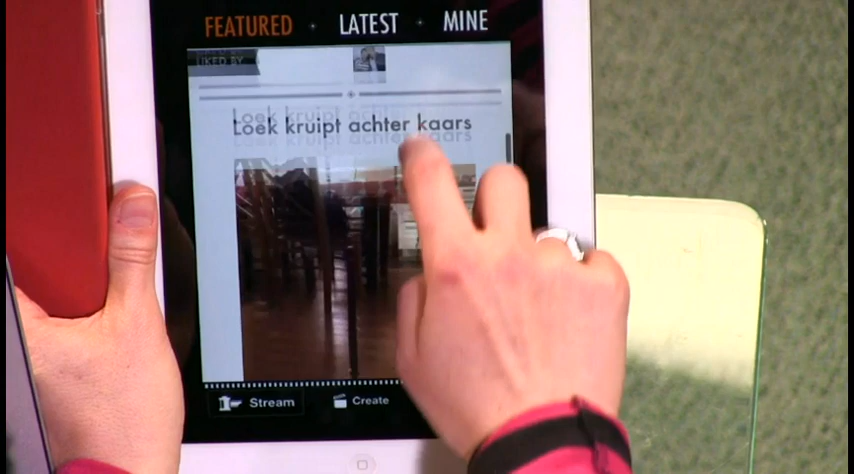 FEATURED LATEST MINE
LIKED BY
Loek kruipt achter kaars
Stream Create